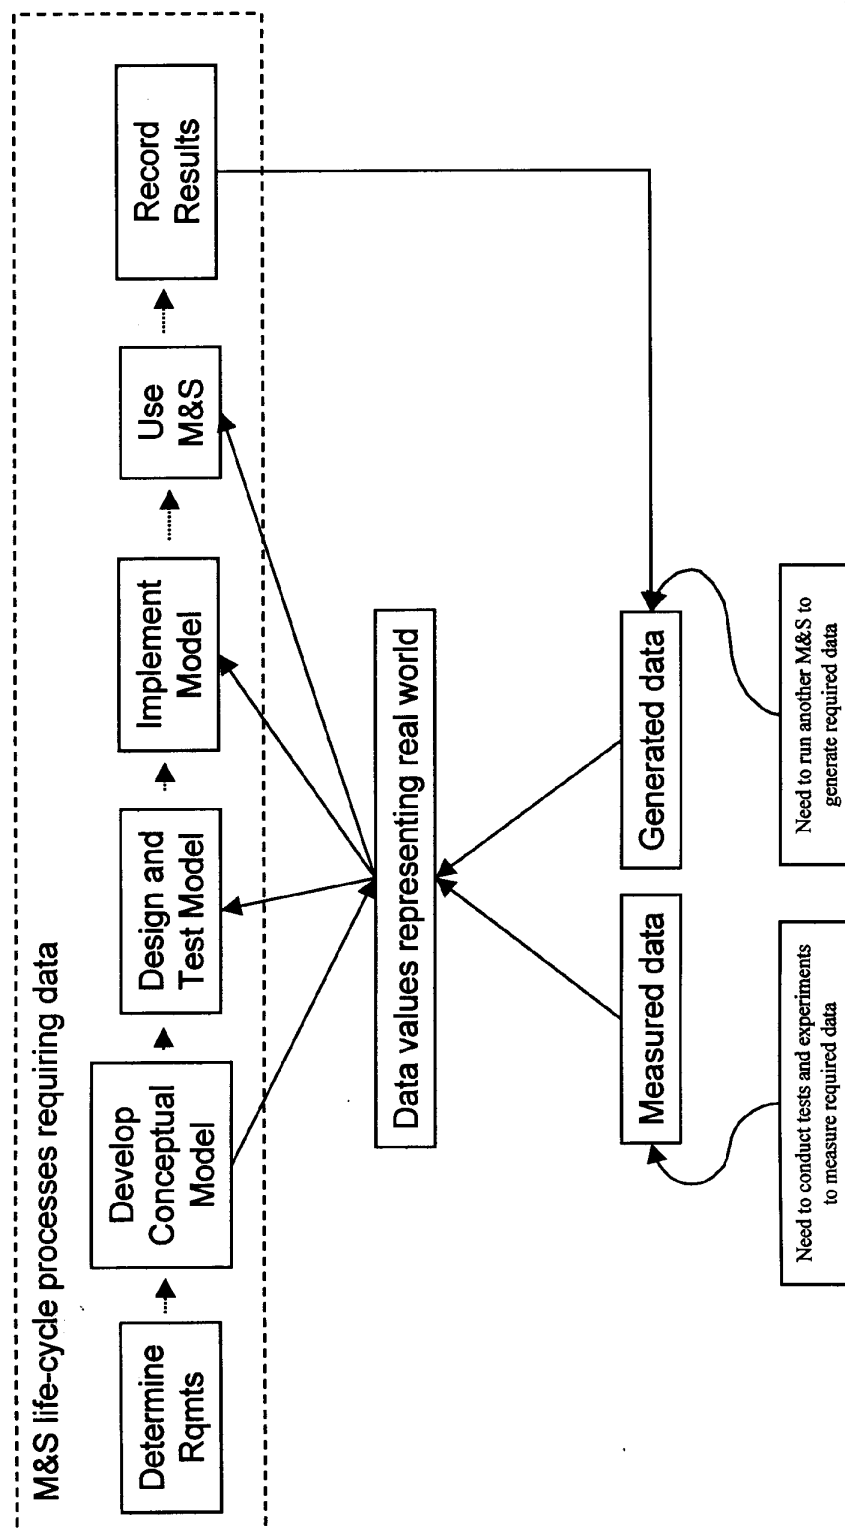 M&S life-cycle processes requiring data
Determine
Rqmts
Develop
Conceptual
Model
Design and
Test Model
Implement
Model
Use
M&S
Record
Results
Data values representing real world
Measured data
Generated data
Need to conduct tests and experiments
to measure required data
Need to run another M&S to
generate required data